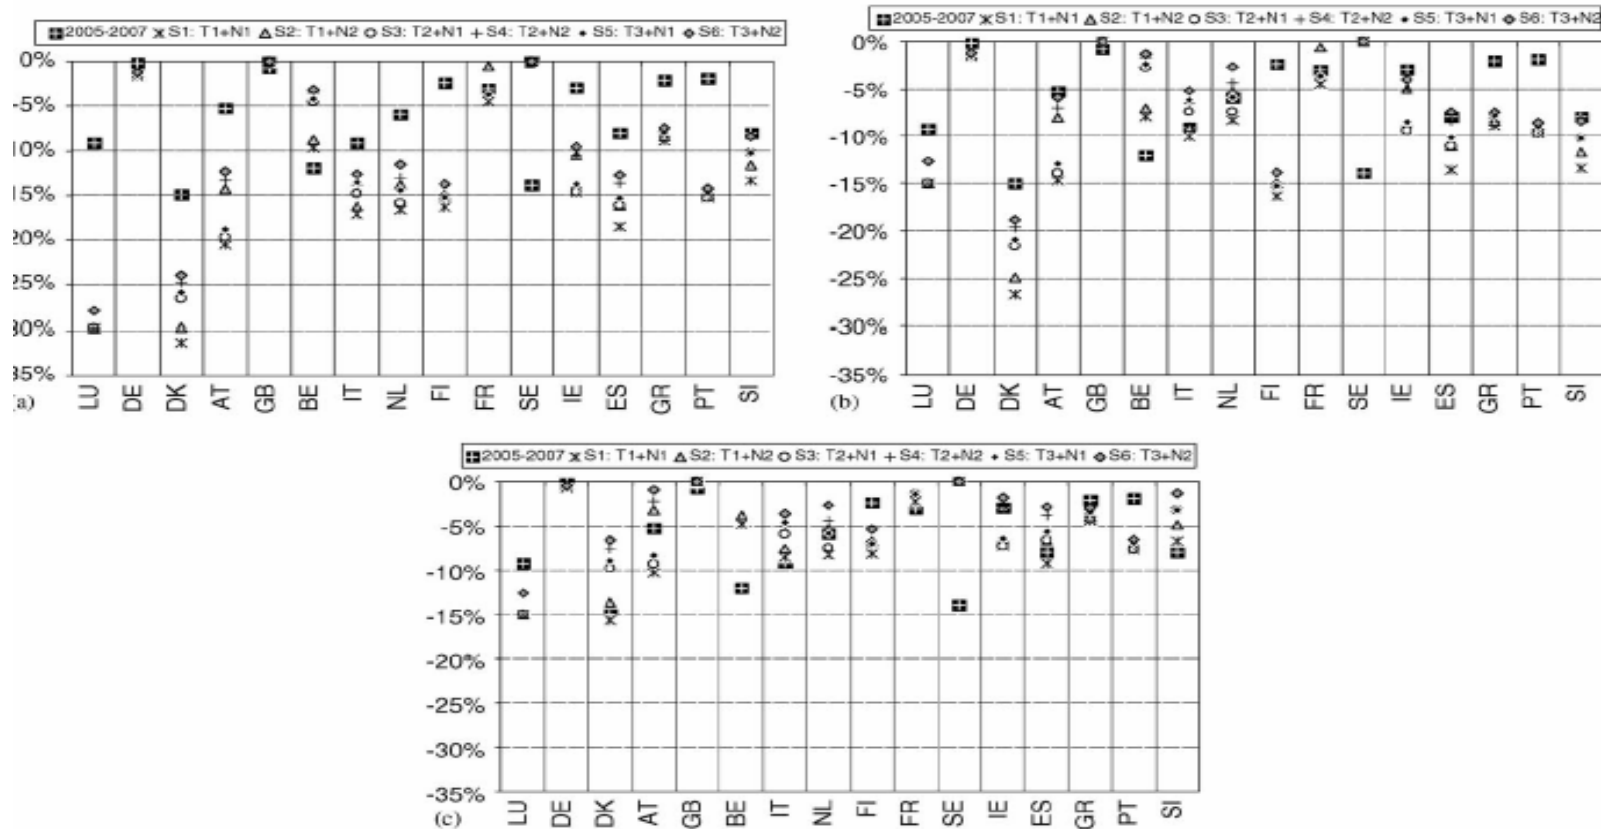 2005-2007 S1: T1+N1 S2: T1+N2 S3: T2+N1 S4: T2+N2 S5: T3+N1 S6: T3+N2
0%
-5%
10%
15%
20%
25%
30%
35%
LU DE DK AT GB BE IT NL FI FR SE IE ES GR PT SI
(a)
2005-2007 S1: T1+N1 S2: T1+N2 S3: T2+N1 S4: T2+N2 S5: T3+N1 S6: T3+N2
0%
-5%
-10%
-15%
-20%
-25%
-30%
-35%
LU DE DK AT GB BE IT NL FI FR SE IE ES GR PT SI
(b)
2005-2007 S1: T1+N1 S2: T1+N2 S3: T2+N1 S4: T2+N2 S5: T3+N1 S6: T3+N2
0%
-5%
-10%
-15%
-20%
-25%
-30%
-35%
LU DE DK AT GB BE IT NL FI FR SE IE ES GR PT SI
(c)